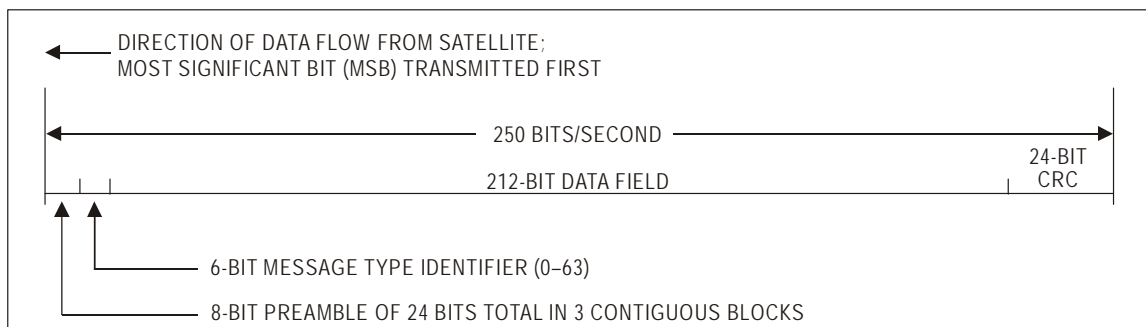 DIRECTION OF DATA FLOW FROM SATELLITE;
MOST SIGNIFICANT BIT (MSB) TRANSMITTED FIRST
250 BITS/SECOND
24-BIT
CRC
212-BIT DATA FIELD
6-BIT MESSAGE TYPE IDENTIFIER (0–63)
8-BIT PREAMBLE OF 24 BITS TOTAL IN 3 CONTIGUOUS BLOCKS